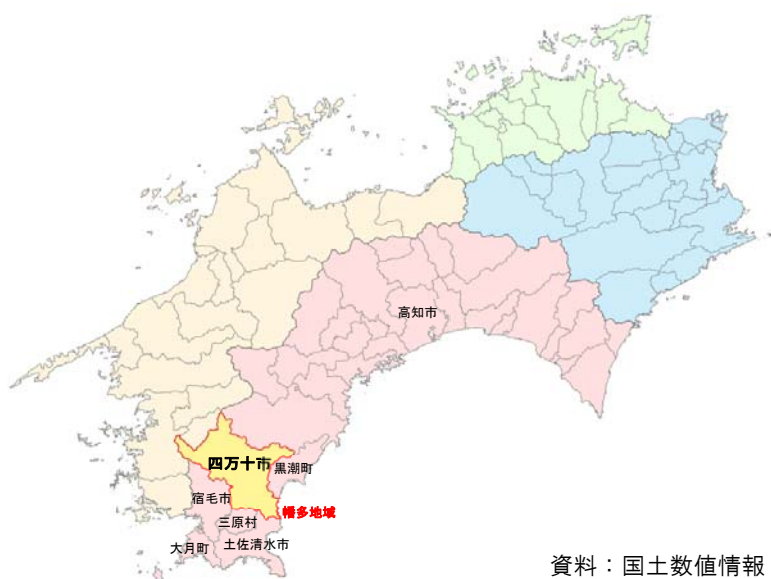 高知市
四万十市
黒潮町
宿毛市
幡多地域
三原村
大月町
土佐清水市
資料：国土数値情報